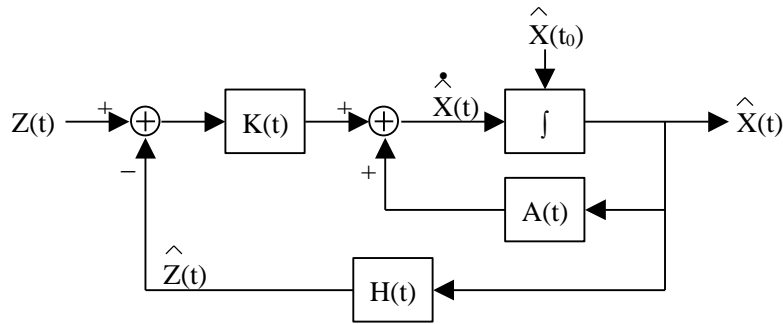 X̂(t₀)
Z(t) + + K(t) + + Ẋ̂(t) ∫ X̂(t)
− + A(t)
Ẑ(t) H(t)